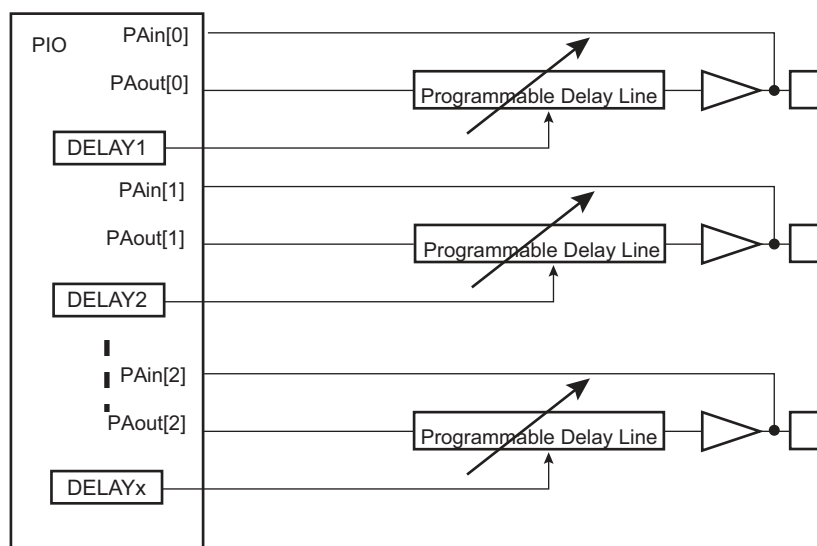 PIO
PAin[0]
PAout[0]
Programmable Delay Line
DELAY1
PAin[1]
PAout[1]
Programmable Delay Line
DELAY2
PAin[2]
PAout[2]
Programmable Delay Line
DELAYx